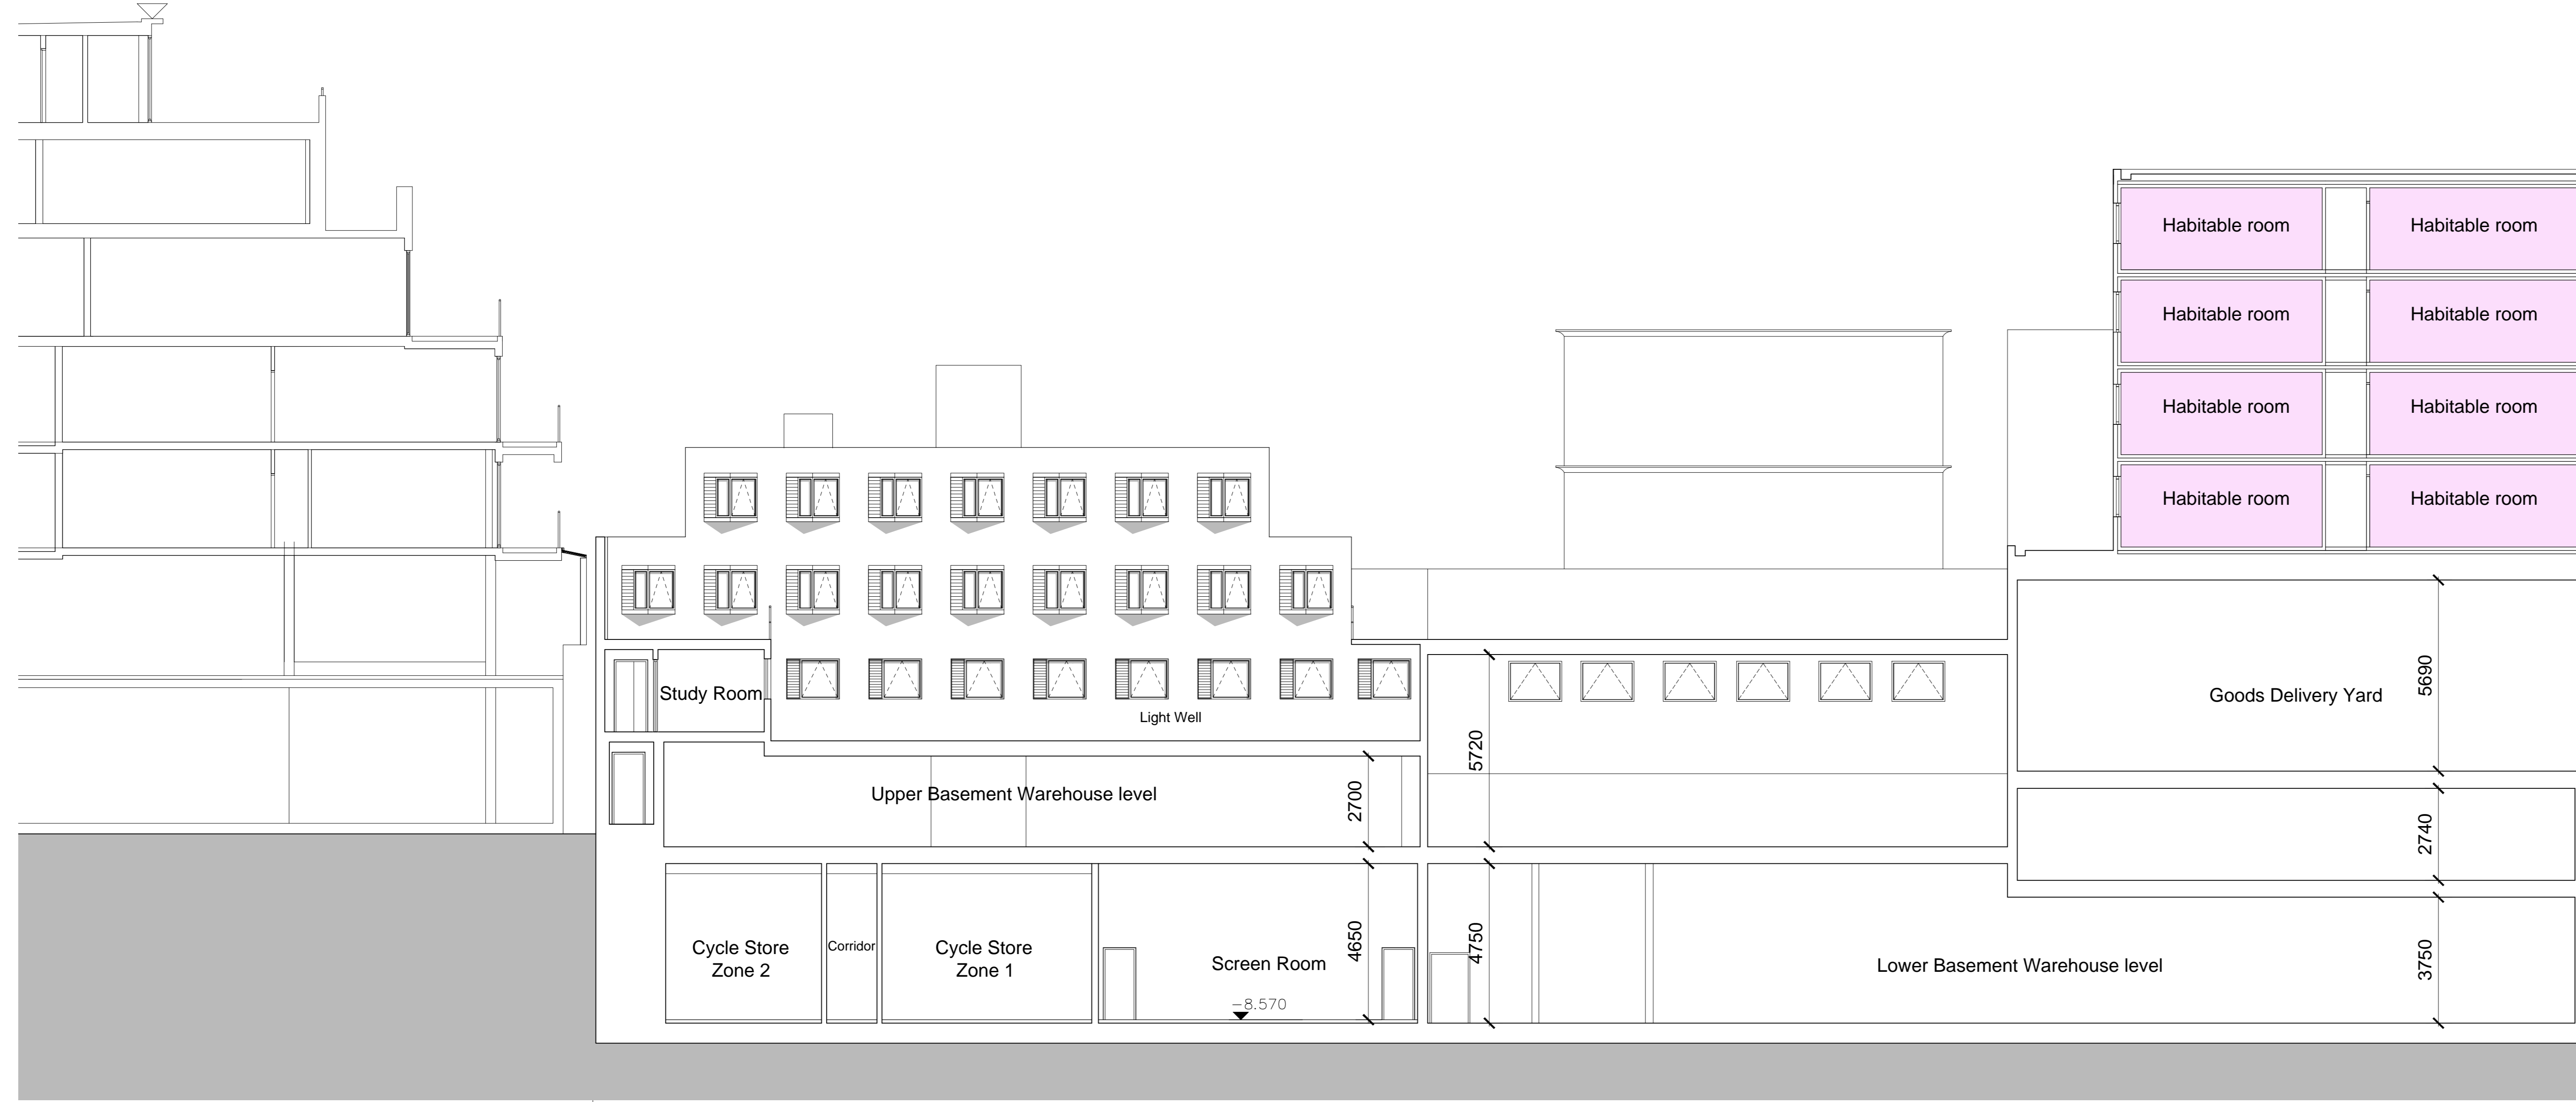 Habitable room Habitable room
Habitable room Habitable room
Habitable room Habitable room
Habitable room Habitable room
Study Room
Light Well
Goods Delivery Yard
5690
5720
Upper Basement Warehouse level
2700
2740
Cycle Store
Zone 2
Corridor
Cycle Store
Zone 1
Screen Room
4650
4750
Lower Basement Warehouse level
3750
-8.570